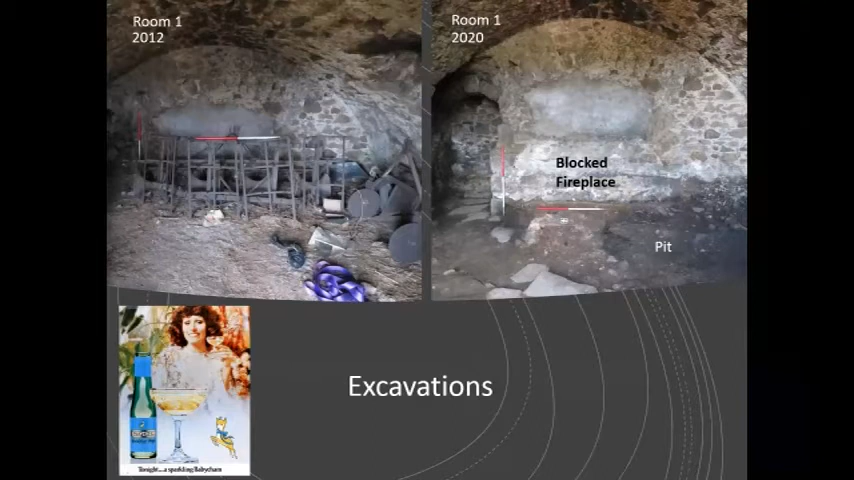 Room 1
2012
Room 1
2020
Blocked
Fireplace
Pit
Excavations
Tonight...a sparkling Babycham